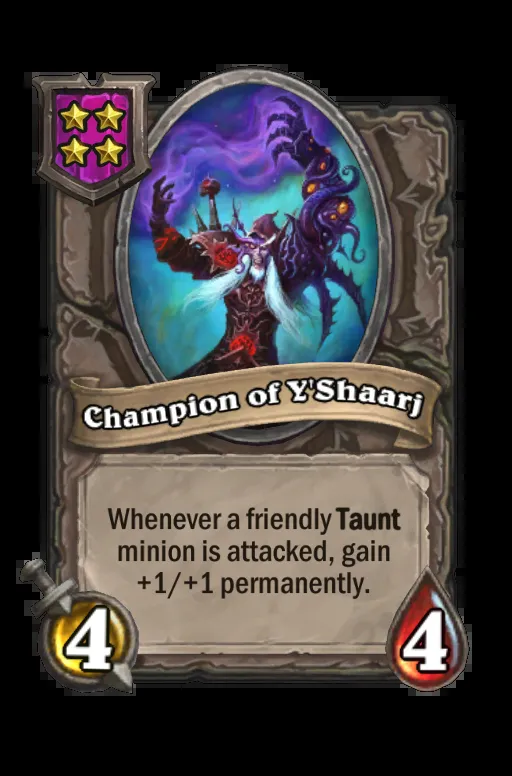 Champion of Y'Shaarj
Whenever a friendly Taunt
minion is attacked, gain
+1/+1 permanently.
4
4